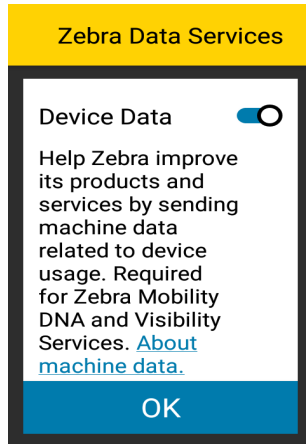 Zebra Data Services
Device Data
Help Zebra improve
its products and
services by sending
machine data
related to device
usage. Required
for Zebra Mobility
DNA and Visibility
Services. About
machine data.
OK